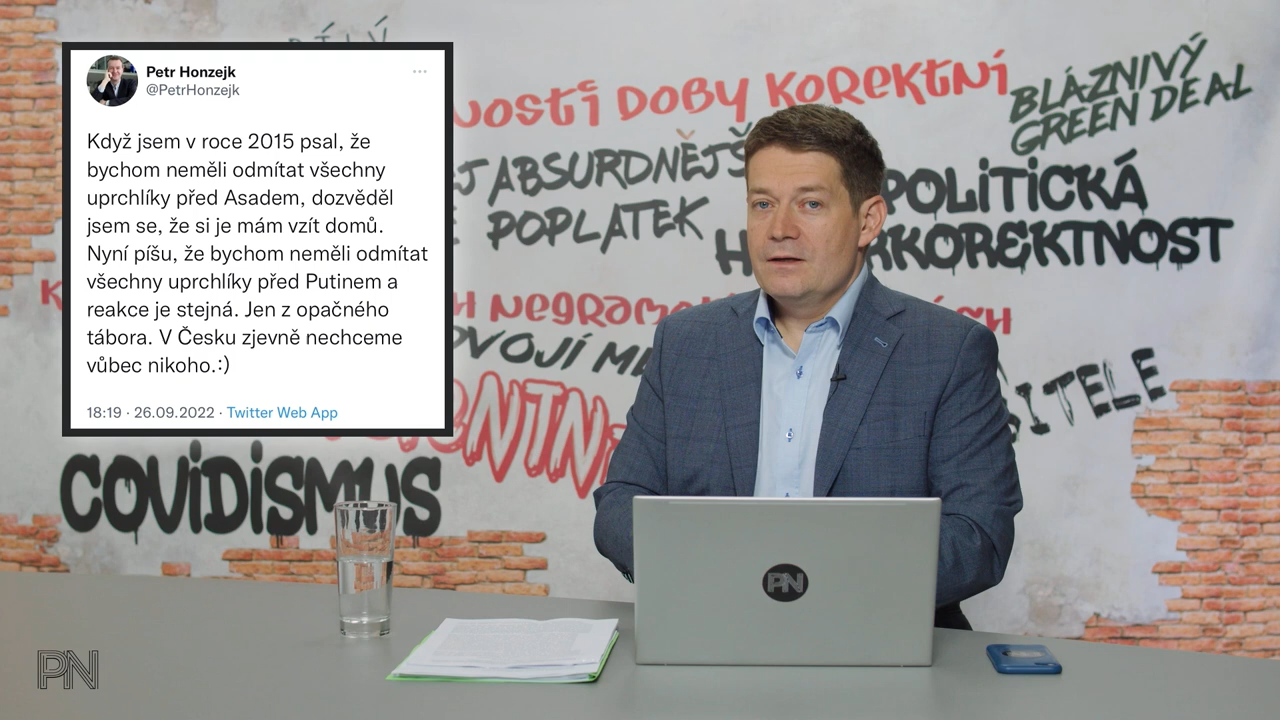 Petr Honzejk
@PetrHonzejk
Když jsem v roce 2015 psal, že
bychom neměli odmítat všechny
uprchlíky před Asadem, dozvěděl
jsem se, že si je mám vzít domů.
Nyní píšu, že bychom neměli odmítat
všechny uprchlíky před Putinem a
reakce je stejná. Jen z opačného
tábora. V Česku zjevně nechceme
vůbec nikoho.:)
18:19 · 26.09.2022 · Twitter Web App
DOBY KOREKTNÍ
BLÁZNIVÝ
GREEN DEAL
POPLATEK
POLITICKÁ
COVIDISMUS
PN
PN